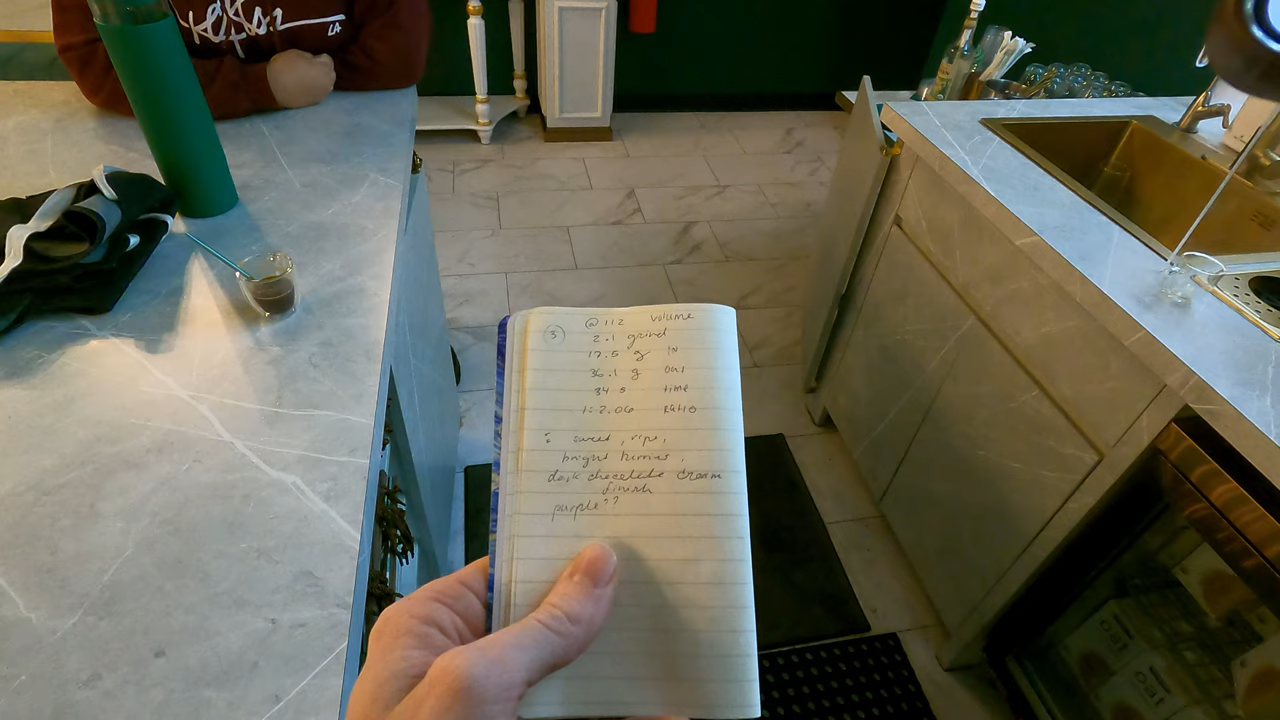 LA
③ @ 112 volume
2.1 grind
17.5 g in
36.1 g out
34 s time
1:2.06 ratio
: sweet, ripe,
bright berries,
dark chocolate cream
finish
purple??